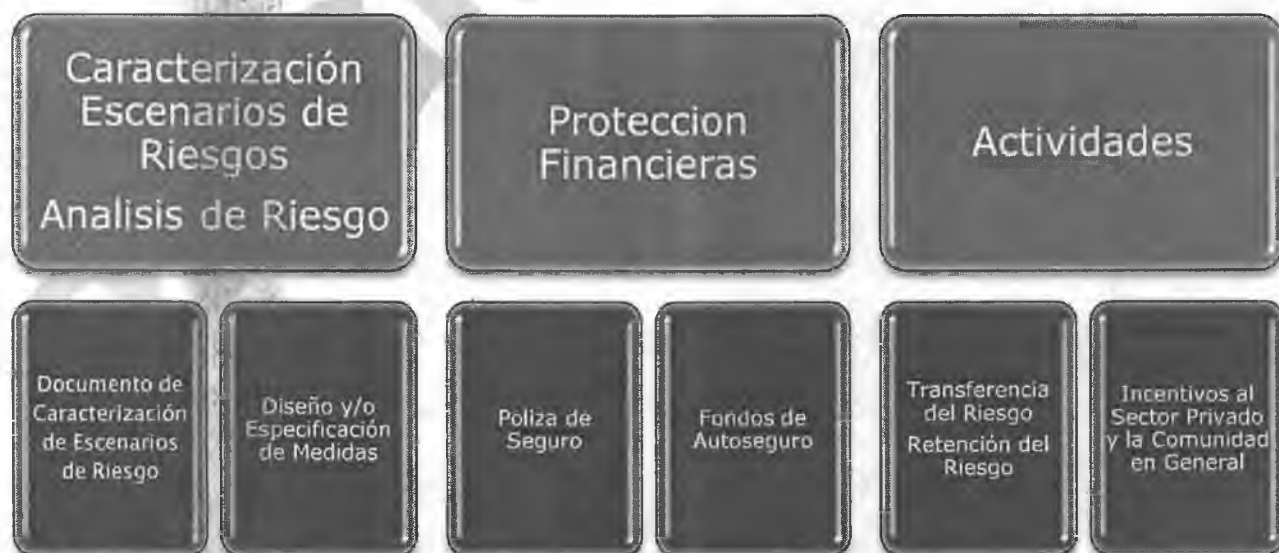 Caracterización
Escenarios de
Riesgos
Analisis de Riesgo
Proteccion
Financieras
Actividades
Documento de
Caracterización
de Escenarios
de Riesgo
Diseño y/o
Especificación
de Medidas
Poliza de
Seguro
Fondos de
Autoseguro
Transferencia
del Riesgo
Retención del
Riesgo
Incentivos al
Sector Privado
y la Comunidad
en General